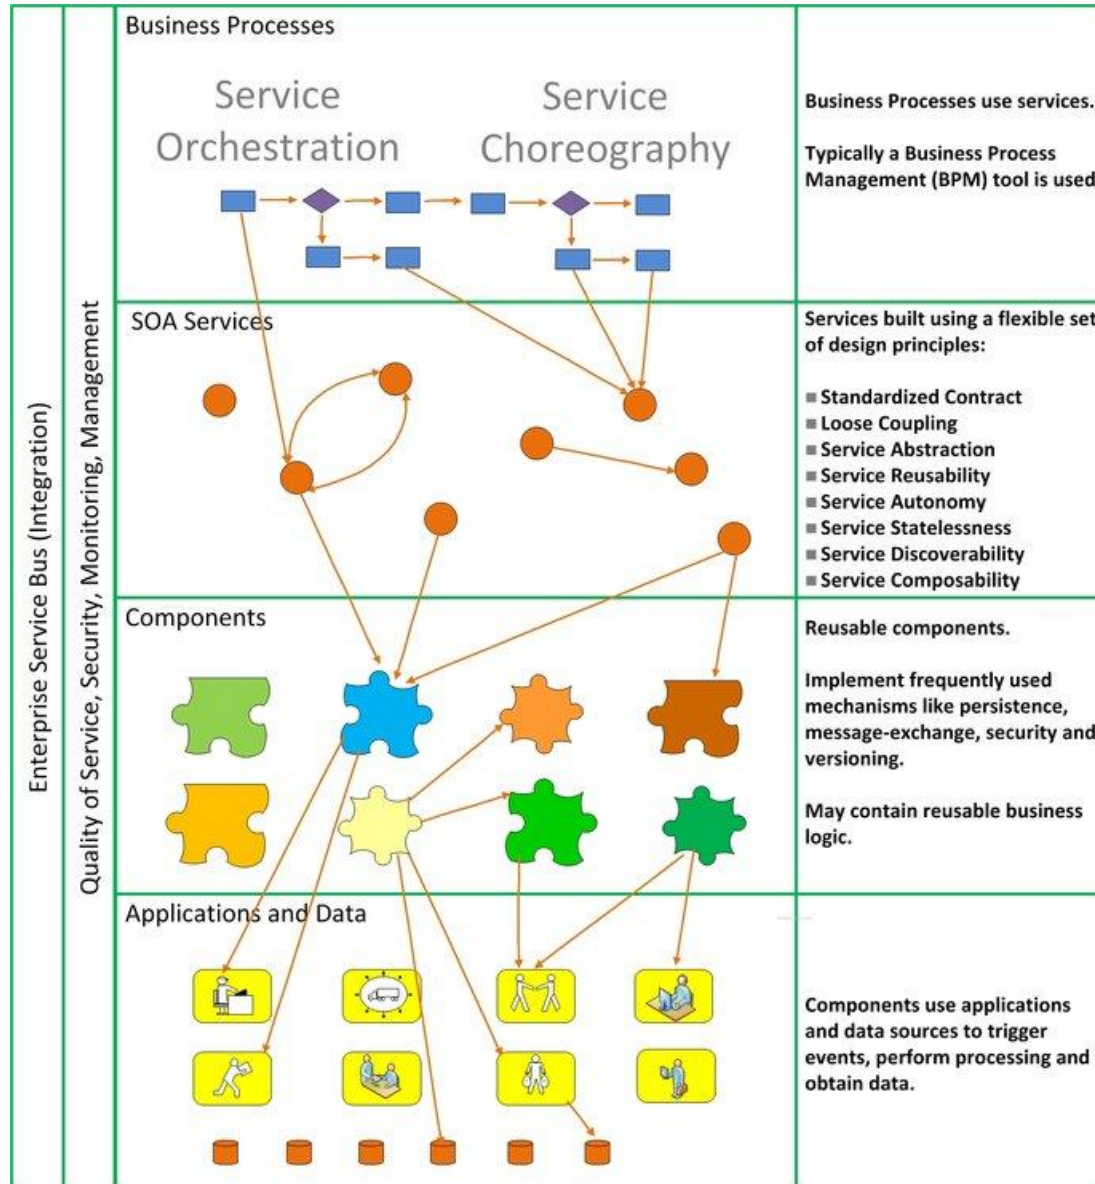 Enterprise Service Bus (Integration)
Quality of Service, Security, Monitoring, Management
Business Processes
Service
Orchestration
Service
Choreography
Business Processes use services.
Typically a Business Process
Management (BPM) tool is used
SOA Services
Services built using a flexible set
of design principles:
■ Standardized Contract
■ Loose Coupling
■ Service Abstraction
■ Service Reusability
■ Service Autonomy
■ Service Statelessness
■ Service Discoverability
■ Service Composability
Components
Reusable components.
Implement frequently used
mechanisms like persistence,
message-exchange, security and
versioning.
May contain reusable business
logic.
Applications and Data
Components use applications
and data sources to trigger
events, perform processing and
obtain data.